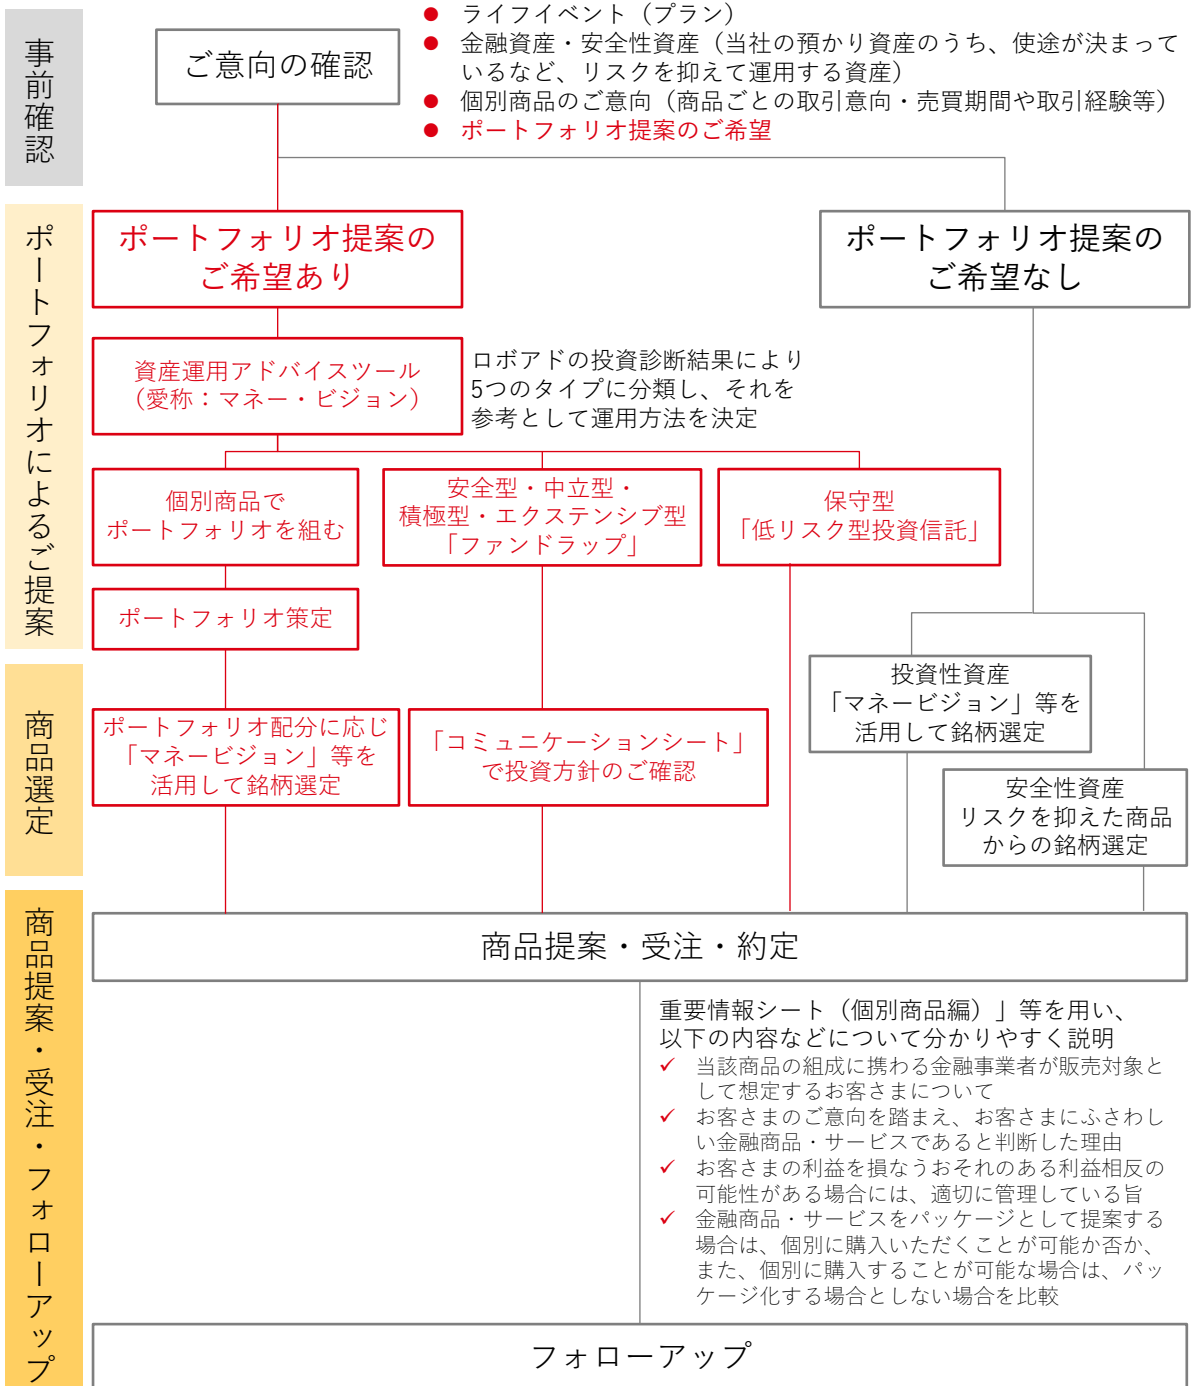 事前確認
ご意向の確認
● ライフイベント（プラン）
● 金融資産・安全性資産（当社の預かり資産のうち、使途が決まって
いるなど、リスクを抑えて運用する資産）
● 個別商品のご意向（商品ごとの取引意向・売買期間や取引経験等）
● ポートフォリオ提案のご希望
ポートフォリオによるご提案
ポートフォリオ提案の
ご希望あり
ポートフォリオ提案の
ご希望なし
資産運用アドバイスツール
（愛称：マネー・ビジョン）
ロボアドの投資診断結果により
5つのタイプに分類し、それを
参考として運用方法を決定
個別商品で
ポートフォリオを組む
安全型・中立型・
積極型・エクステンシブ型
「ファンドラップ」
保守型
「低リスク型投資信託」
ポートフォリオ策定
商品選定
投資性資産
「マネービジョン」等を
活用して銘柄選定
ポートフォリオ配分に応じ
「マネービジョン」等を
活用して銘柄選定
「コミュニケーションシート」
で投資方針のご確認
安全性資産
リスクを抑えた商品
からの銘柄選定
商品提案・受注・フォローアップ
商品提案・受注・約定
重要情報シート（個別商品編）」等を用い、
以下の内容などについて分かりやすく説明
✓ 当該商品の組成に携わる金融事業者が販売対象と
して想定するお客さまについて
✓ お客さまのご意向を踏まえ、お客さまにふさわし
い金融商品・サービスであると判断した理由
✓ お客さまの利益を損なうおそれのある利益相反の
可能性がある場合には、適切に管理している旨
✓ 金融商品・サービスをパッケージとして提案する
場合は、個別に購入いただくことが可能か否か、
また、個別に購入することが可能な場合は、パッ
ケージ化する場合としない場合を比較
フォローアップ